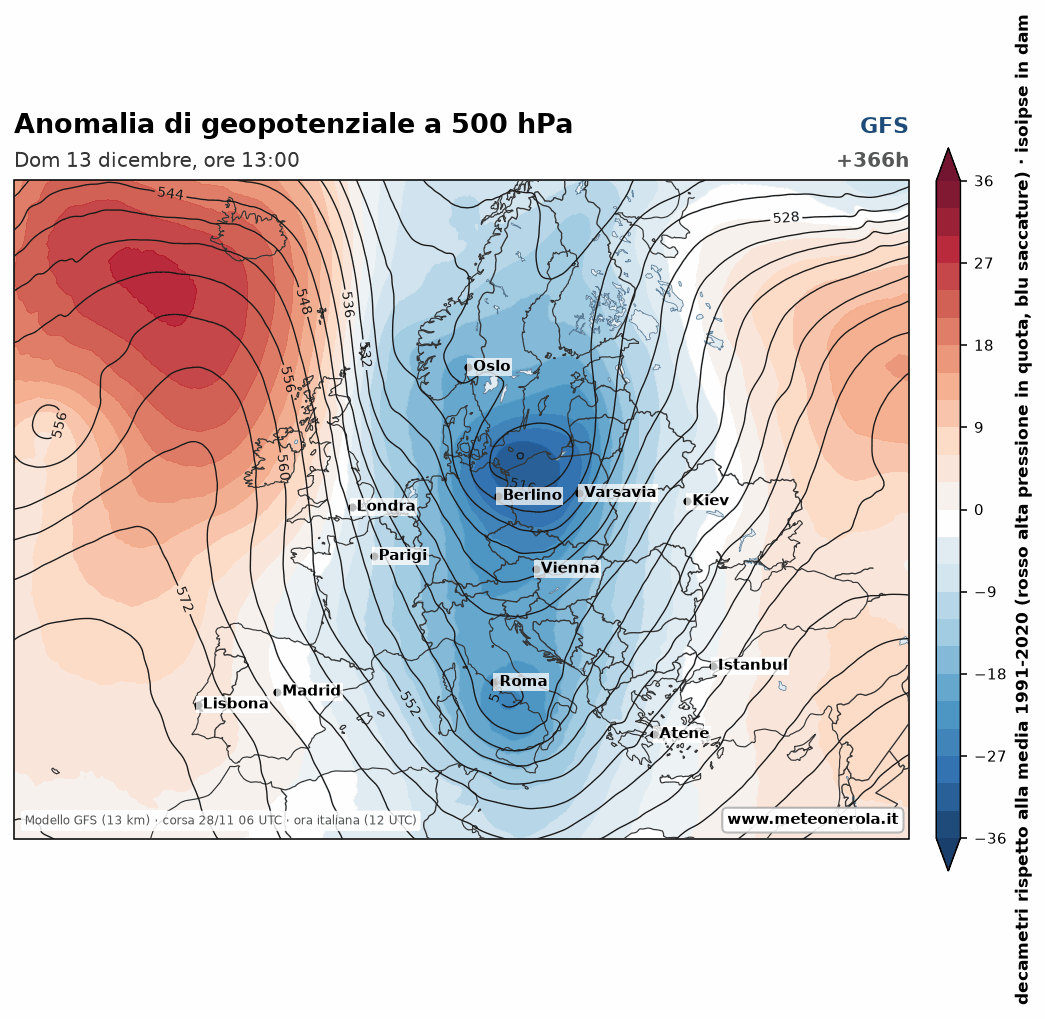 Anomalia di geopotenziale a 500 hPa
GFS
Dom 13 dicembre, ore 13:00
+366h
544
528
536
548
532
556
556
560
516
572
552
Oslo
Berlino
Varsavia
Kiev
Londra
Parigi
Vienna
Roma
Istanbul
Madrid
Lisbona
Atene
Modello GFS (13 km) · corsa 28/11 06 UTC · ora italiana (12 UTC)
www.meteonerola.it
36
27
18
9
0
−9
−18
−27
−36
decametri rispetto alla media 1991-2020 (rosso alta pressione in quota, blu saccature) · isoipse in dam